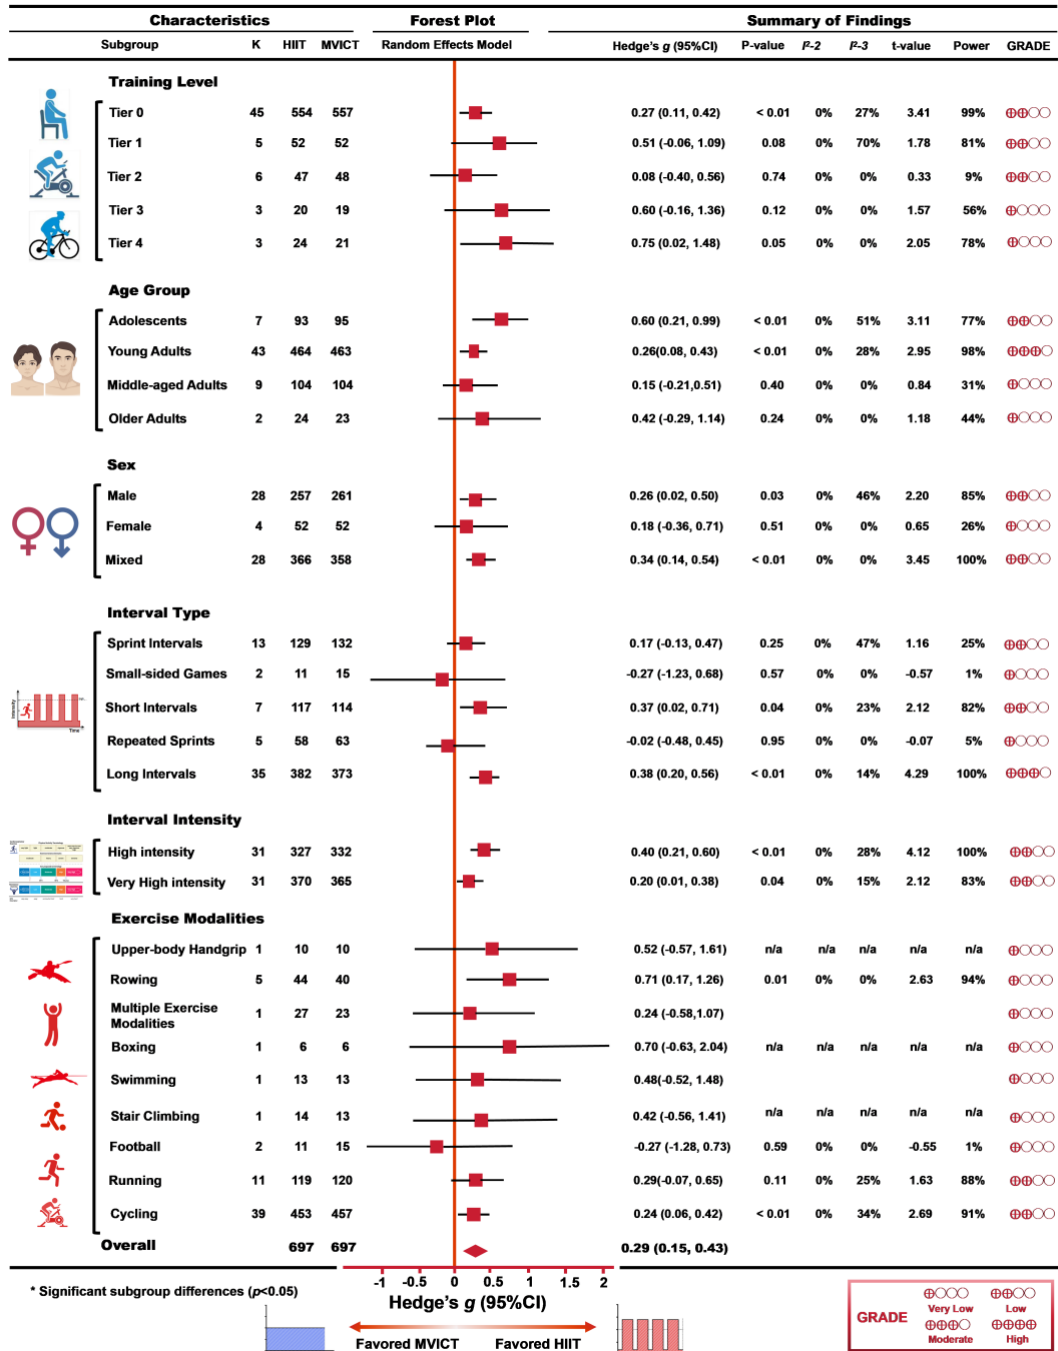 Characteristics Forest Plot Summary of Findings
Subgroup K HIIT MVICT Random Effects Model Hedge's g (95%CI) P-value I²-2 I²-3 t-value Power GRADE
Training Level
Tier 0 45 554 557 0.27 (0.11, 0.42) < 0.01 0% 27% 3.41 99% ⊕⊕○○
Tier 1 5 52 52 0.51 (-0.06, 1.09) 0.08 0% 70% 1.78 81% ⊕⊕○○
Tier 2 6 47 48 0.08 (-0.40, 0.56) 0.74 0% 0% 0.33 9% ⊕⊕○○
Tier 3 3 20 19 0.60 (-0.16, 1.36) 0.12 0% 0% 1.57 56% ⊕○○○
Tier 4 3 24 21 0.75 (0.02, 1.48) 0.05 0% 0% 2.05 78% ⊕○○○
Age Group
Adolescents 7 93 95 0.60 (0.21, 0.99) < 0.01 0% 51% 3.11 77% ⊕⊕○○
Young Adults 43 464 463 0.26(0.08, 0.43) < 0.01 0% 28% 2.95 98% ⊕⊕⊕○
Middle-aged Adults 9 104 104 0.15 (-0.21,0.51) 0.40 0% 0% 0.84 31% ⊕○○○
Older Adults 2 24 23 0.42 (-0.29, 1.14) 0.24 0% 0% 1.18 44% ⊕○○○
Sex
Male 28 257 261 0.26 (0.02, 0.50) 0.03 0% 46% 2.20 85% ⊕⊕○○
Female 4 52 52 0.18 (-0.36, 0.71) 0.51 0% 0% 0.65 26% ⊕○○○
Mixed 28 366 358 0.34 (0.14, 0.54) < 0.01 0% 0% 3.45 100% ⊕⊕○○
Interval Type
Sprint Intervals 13 129 132 0.17 (-0.13, 0.47) 0.25 0% 47% 1.16 25% ⊕⊕○○
Small-sided Games 2 11 15 -0.27 (-1.23, 0.68) 0.57 0% 0% -0.57 1% ⊕○○○
Short Intervals 7 117 114 0.37 (0.02, 0.71) 0.04 0% 23% 2.12 82% ⊕⊕○○
Intensity
Repeated Sprints 5 58 63 -0.02 (-0.48, 0.45) 0.95 0% 0% -0.07 5% ⊕○○○
Time
Long Intervals 35 382 373 0.38 (0.20, 0.56) < 0.01 0% 14% 4.29 100% ⊕⊕⊕○
Interval Intensity
High intensity 31 327 332 0.40 (0.21, 0.60) < 0.01 0% 28% 4.12 100% ⊕⊕○○
Very High intensity 31 370 365 0.20 (0.01, 0.38) 0.04 0% 15% 2.12 83% ⊕⊕○○
Exercise Modalities
Upper-body Handgrip 1 10 10 0.52 (-0.57, 1.61) n/a n/a n/a n/a n/a ⊕○○○
Rowing 5 44 40 0.71 (0.17, 1.26) 0.01 0% 0% 2.63 94% ⊕○○○
Multiple Exercise
Modalities 1 27 23 0.24 (-0.58,1.07) ⊕○○○
Boxing 1 6 6 0.70 (-0.63, 2.04) n/a n/a n/a n/a n/a ⊕○○○
Swimming 1 13 13 0.48(-0.52, 1.48) ⊕○○○
Stair Climbing 1 14 13 0.42 (-0.56, 1.41) n/a n/a n/a n/a n/a ⊕○○○
Football 2 11 15 -0.27 (-1.28, 0.73) 0.59 0% 0% -0.55 1% ⊕○○○
Running 11 119 120 0.29(-0.07, 0.65) 0.11 0% 25% 1.63 88% ⊕⊕○○
Cycling 39 453 457 0.24 (0.06, 0.42) < 0.01 0% 34% 2.69 91% ⊕⊕○○
Overall 697 697 0.29 (0.15, 0.43)
-1 -0.5 0 0.5 1 1.5 2
Hedge's g (95%CI)
* Significant subgroup differences (p<0.05)
Favored MVICT Favored HIIT
GRADE
⊕○○○ ⊕⊕○○
Very Low Low
⊕⊕⊕○ ⊕⊕⊕⊕
Moderate High